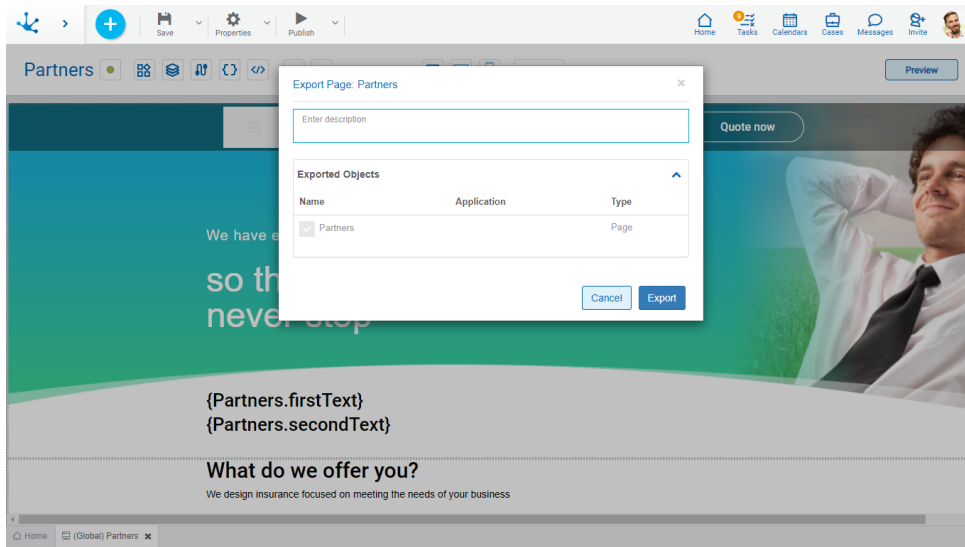 Save
Properties
Publish
Home
9
Tasks
Calendars
Cases
Messages
Invite
Partners
Preview
Export Page: Partners
Enter description
Quote now
Exported Objects
Name Application Type
Partners Page
We have e
so th
never stop
Cancel Export
{Partners.firstText}
{Partners.secondText}
What do we offer you?
We design insurance focused on meeting the needs of your business
Home (Global) Partners